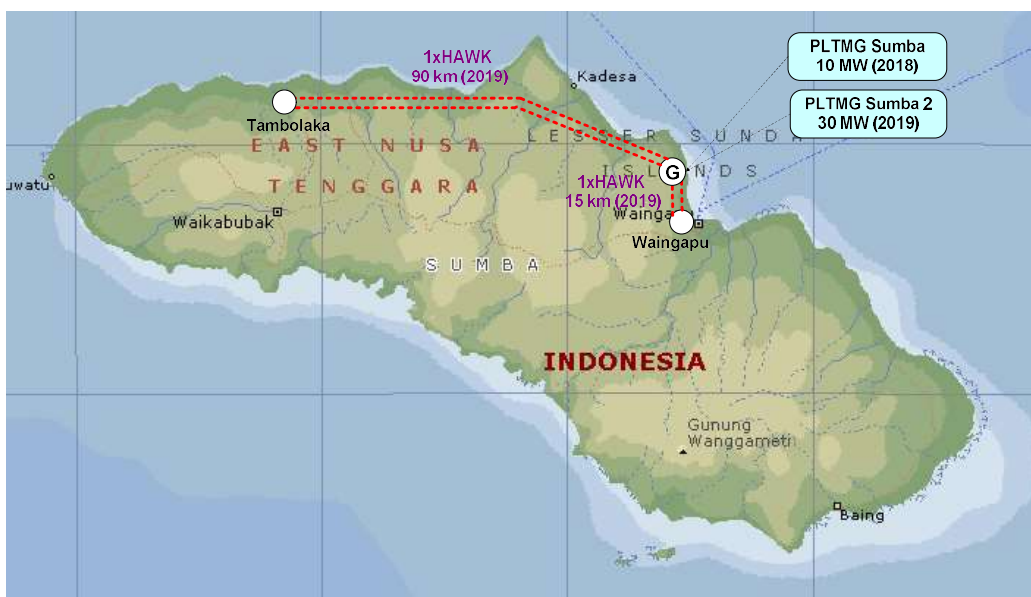 PLTMG Sumba
10 MW (2018)
1xHAWK
90 km (2019)
Kadesa
PLTMG Sumba 2
30 MW (2019)
Tambolaka
LESSER SUNDA
ISLANDS
EAST NUSA
TENGGARA
G
1xHAWK
15 km (2019)
uwatu
Waikabubak
Wainga
Waingapu
SUMBA
INDONESIA
Gunung
Wanggameti
Baing